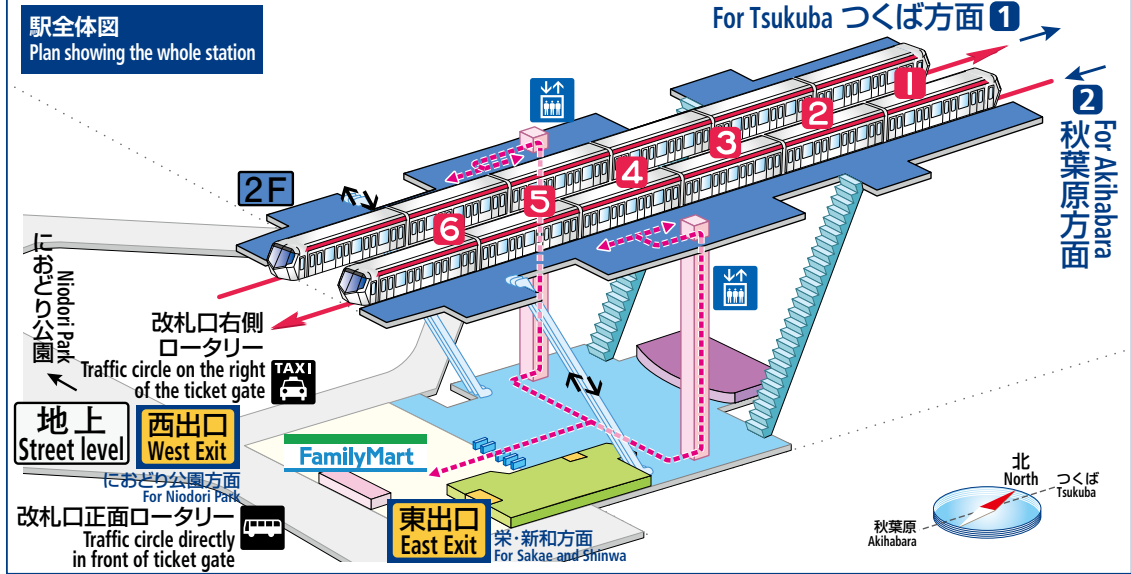 駅全体図
Plan showing the whole station
For Tsukuba つくば方面 1
2
For Akihabara
秋葉原方面
1
2
3
4
5
6
2F
におどり公園
Niodori Park
改札口右側
ロータリー
Traffic circle on the right
of the ticket gate
TAXI
地上
Street level
西出口
West Exit
におどり公園方面
For Niodori Park
改札口正面ロータリー
Traffic circle directly
in front of ticket gate
FamilyMart
東出口
East Exit
栄・新和方面
For Sakae and Shinwa
北
North
つくば
Tsukuba
秋葉原
Akihabara